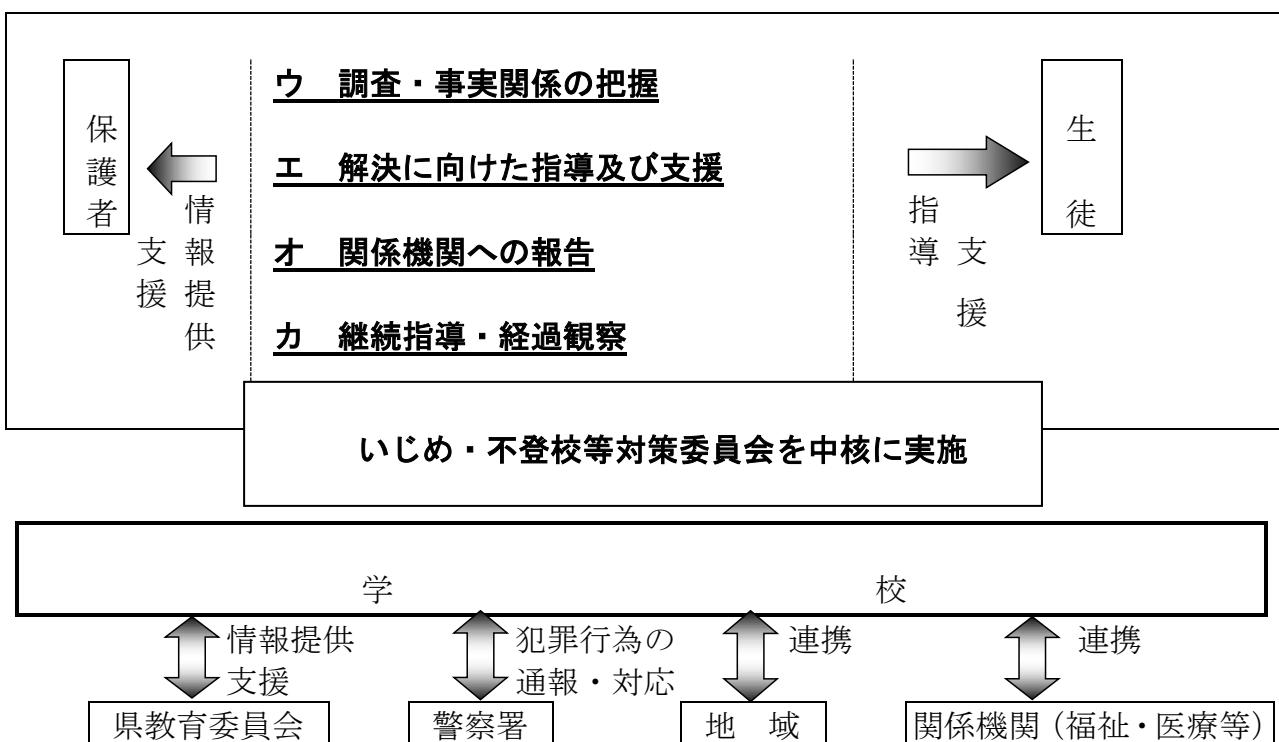 保護者
情報提供
支援
ウ　調査・事実関係の把握
エ　解決に向けた指導及び支援
オ　関係機関への報告
カ　継続指導・経過観察
指導
支援
生徒
いじめ・不登校等対策委員会を中核に実施
学　校
情報提供
支援
犯罪行為の
通報・対応
連携
連携
県教育委員会
警察署
地　域
関係機関（福祉・医療等）